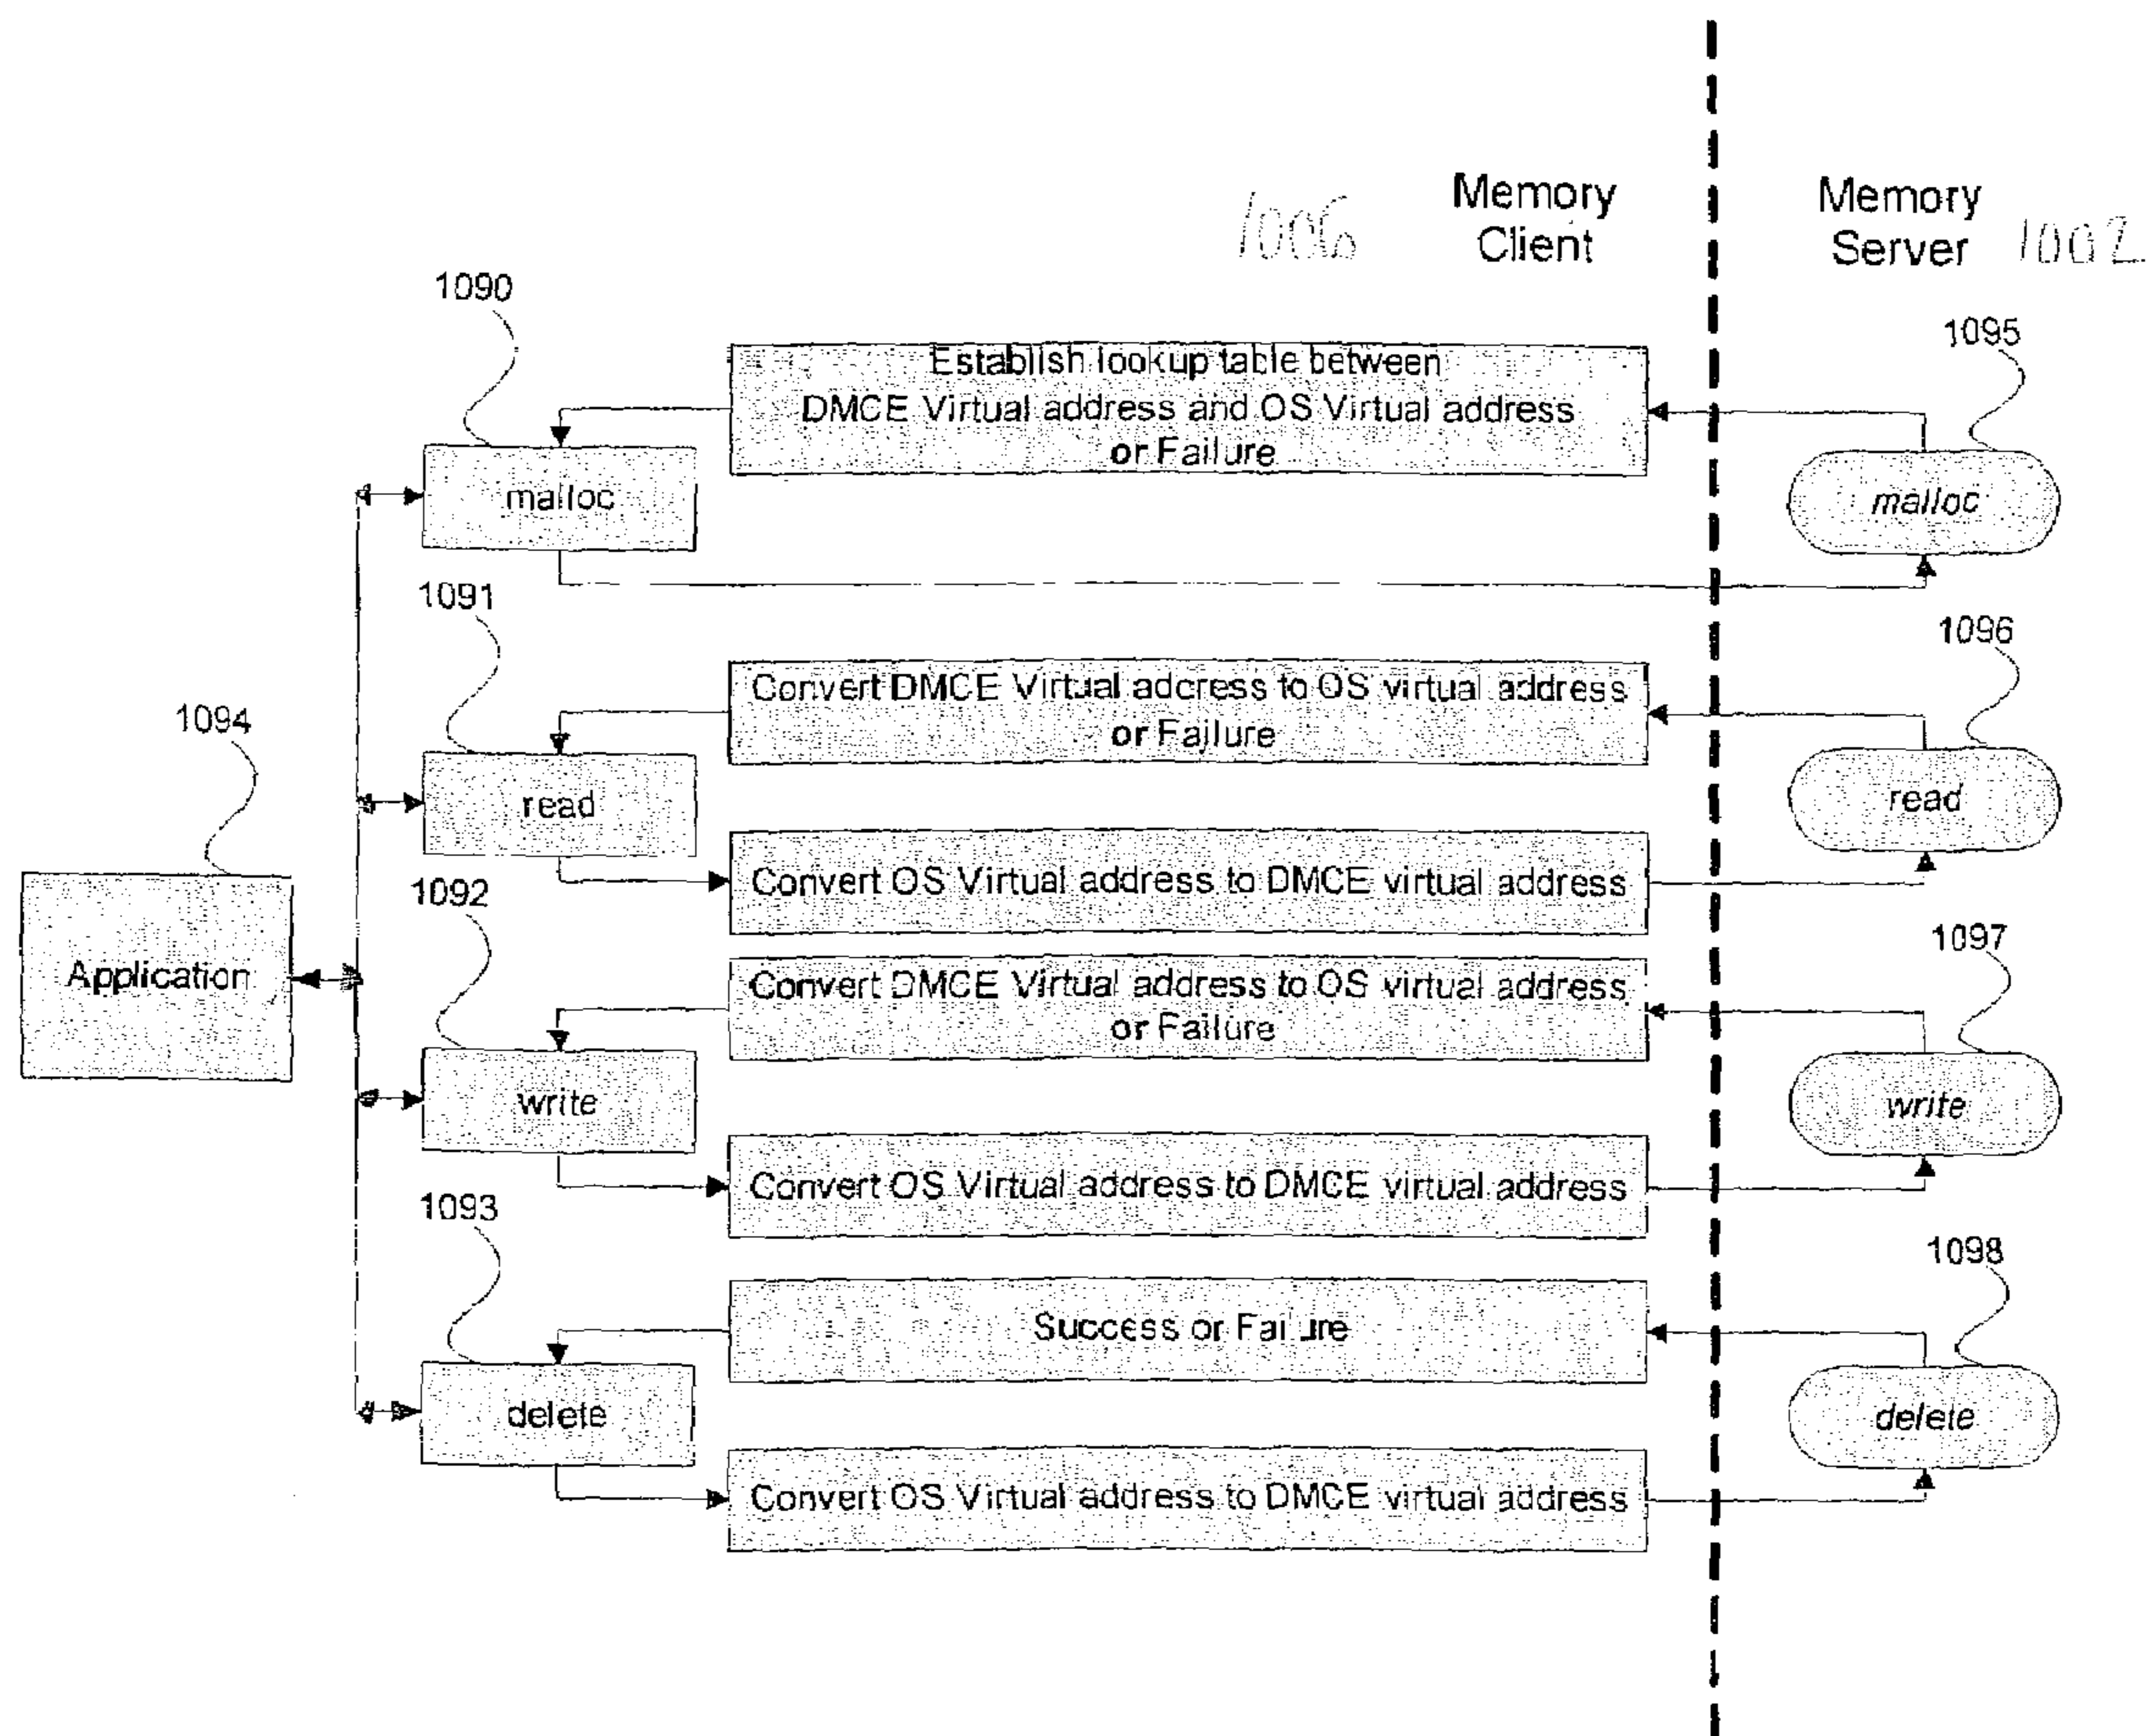 1006
Memory
Client
Memory
Server 1002
1090
1095
Establish lookup table between
DMCE Virtual address and OS Virtual address
or Failure
malloc
malloc
1091
1096
Convert DMCE Virtual address to OS virtual address
or Failure
1094
read
read
Convert OS Virtual address to DMCE virtual address
1092
1097
Application
Convert DMCE Virtual address to OS virtual address
or Failure
write
write
Convert OS Virtual address to DMCE virtual address
1093
1098
Success or Failure
delete
delete
Convert OS Virtual address to DMCE virtual address